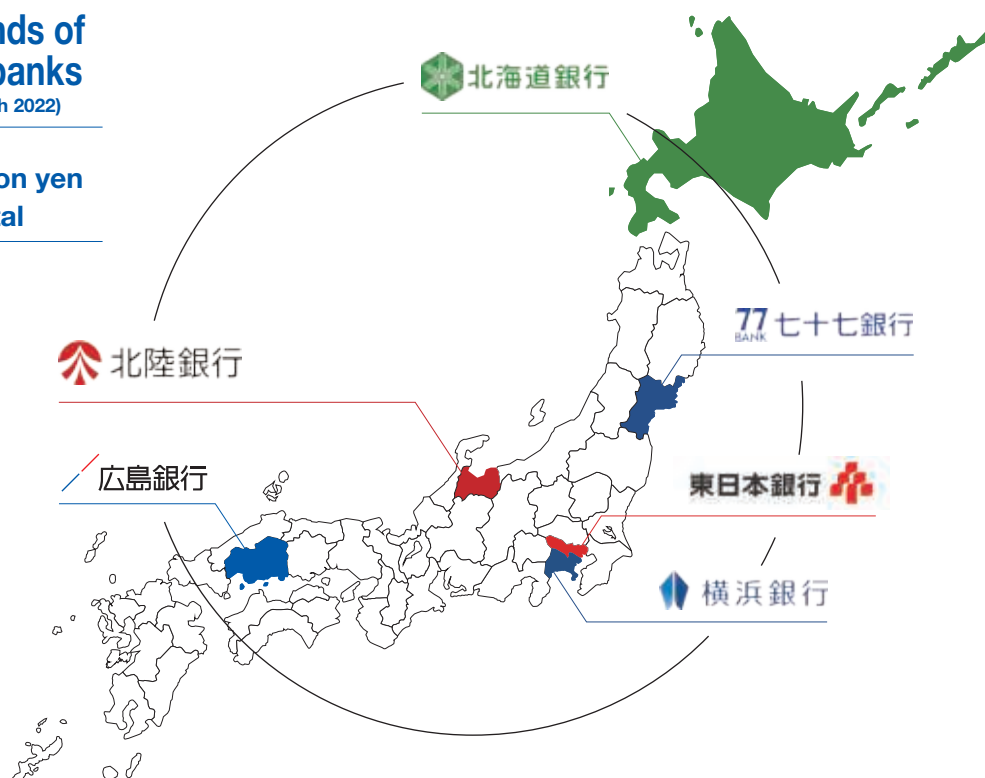 nds of
banks
h 2022)
on yen
tal
北海道銀行
77 BANK 七十七銀行
北陸銀行
広島銀行
東日本銀行
横浜銀行